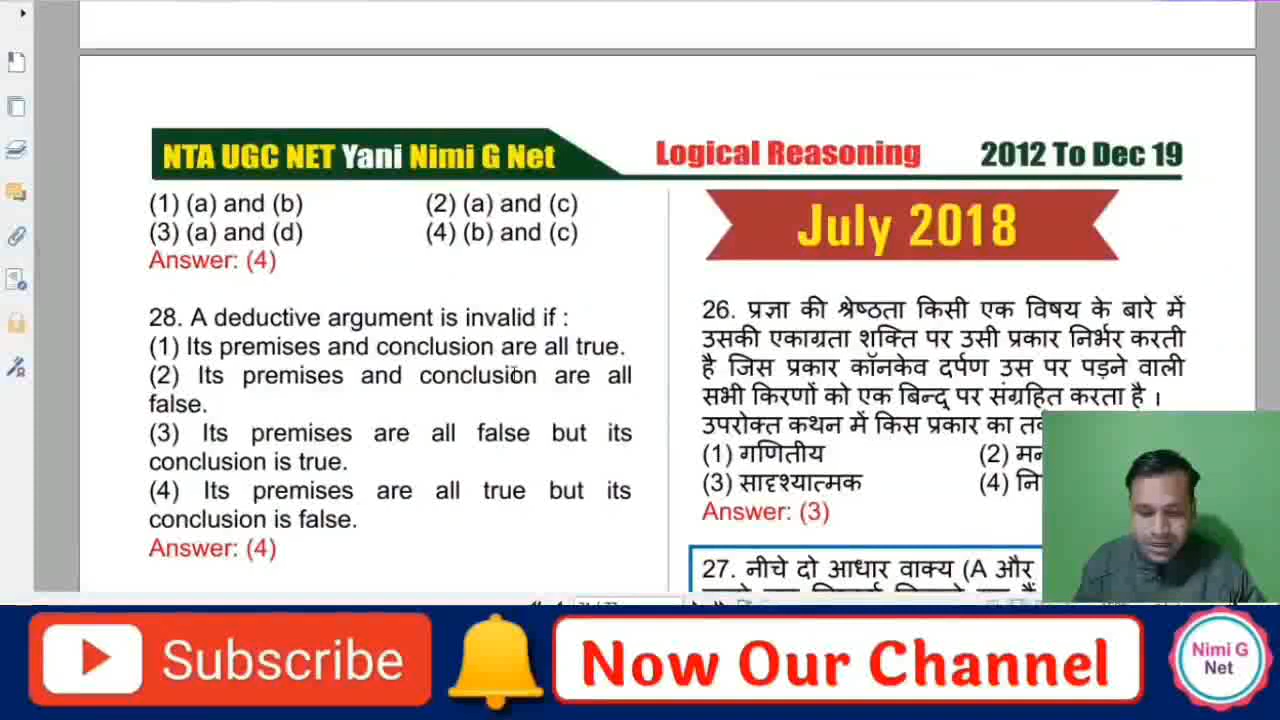 NTA UGC NET Yani Nimi G Net
Logical Reasoning
2012 To Dec 19
(1) (a) and (b)
(2) (a) and (c)
(3) (a) and (d)
(4) (b) and (c)
Answer: (4)
28. A deductive argument is invalid if :
(1) Its premises and conclusion are all true.
(2) Its premises and conclusion are all
false.
(3) Its premises are all false but its
conclusion is true.
(4) Its premises are all true but its
conclusion is false.
Answer: (4)
July 2018
26. प्रज्ञा की श्रेष्ठता किसी एक विषय के बारे में
उसकी एकाग्रता शक्ति पर उसी प्रकार निर्भर करती
है जिस प्रकार कॉनकेव दर्पण उस पर पड़ने वाली
सभी किरणों को एक बिन्दु पर संग्रहित करता है ।
उपरोक्त कथन में किस प्रकार का
(1) गणितीय
(2)
(3) सादृश्यात्मक
(4)
Answer: (3)
27. नीचे दो आधार वाक्य (A और
Subscribe
Now Our Channel
Nimi G
Net